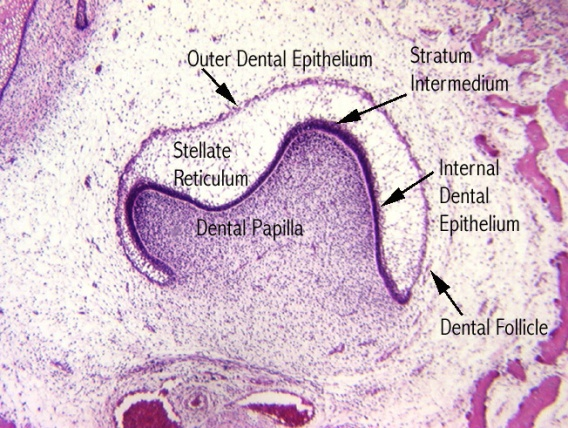 Outer Dental Epithelium
Stratum
Intermedium
Stellate
Reticulum
Internal
Dental
Epithelium
Dental Papilla
Dental Follicle